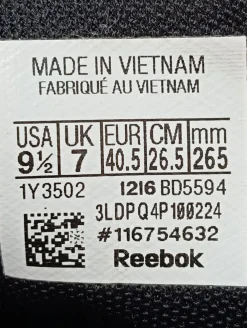 MADE IN VIETNAM
FABRIQUÉ AU VIETNAM
USA UK EUR CM mm
9½ 7 40.5 26.5 265
1Y3502 1216 BD5594
3LDPQ4P100224
#116754632
Reebok